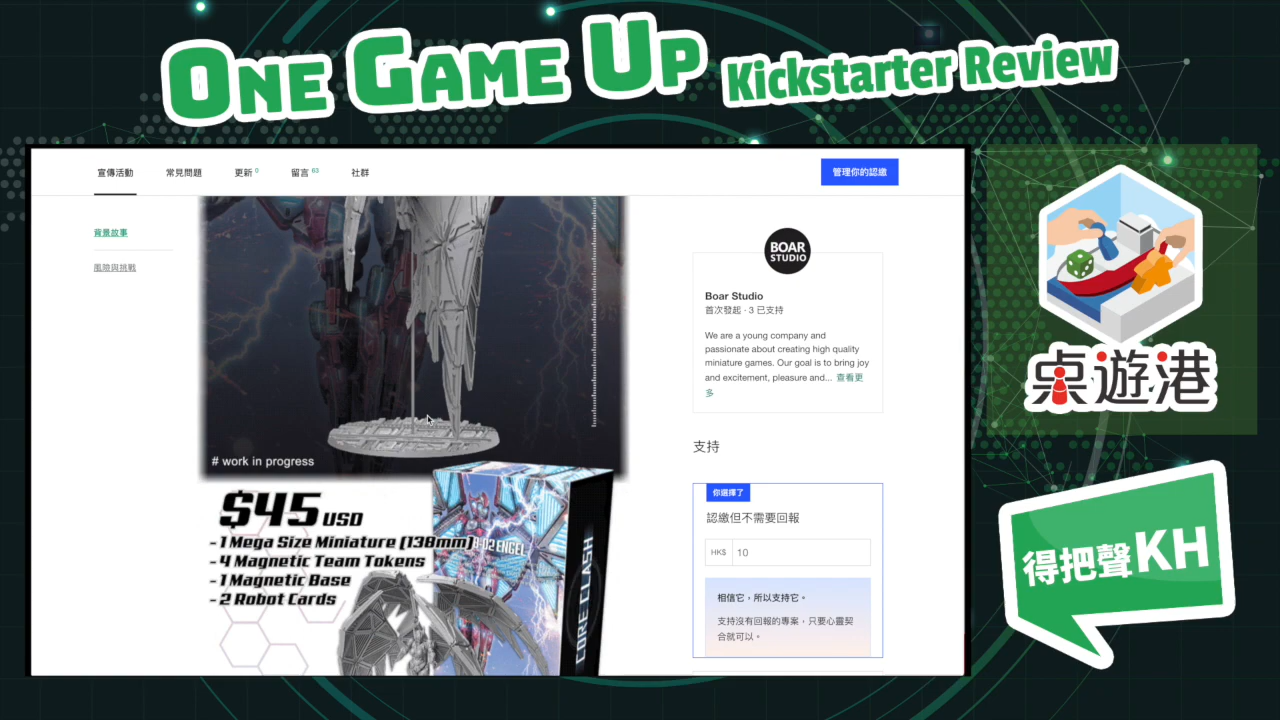 ONE GAME UP Kickstarter Review
宣傳活動 常見問題 更新 0 留言 63 社群
管理你的認繳
背景故事
風險與挑戰
BOAR
STUDIO
Boar Studio
首次發起 · 3 已支持
We are a young company and
passionate about creating high quality
miniature games. Our goal is to bring joy
and excitement, pleasure and... 查看更
多
支持
你選擇了
認繳但不需要回報
HK$ 10
相信它，所以支持它。
支持沒有回報的專案，只要心靈契
合就可以。
# work in progress
$45 USD
- 1 Mega Size Miniature (138mm)
- 4 Magnetic Team Tokens
- 1 Magnetic Base
- 2 Robot Cards
ENGEL
CORE CLASH
桌遊港
得把聲KH